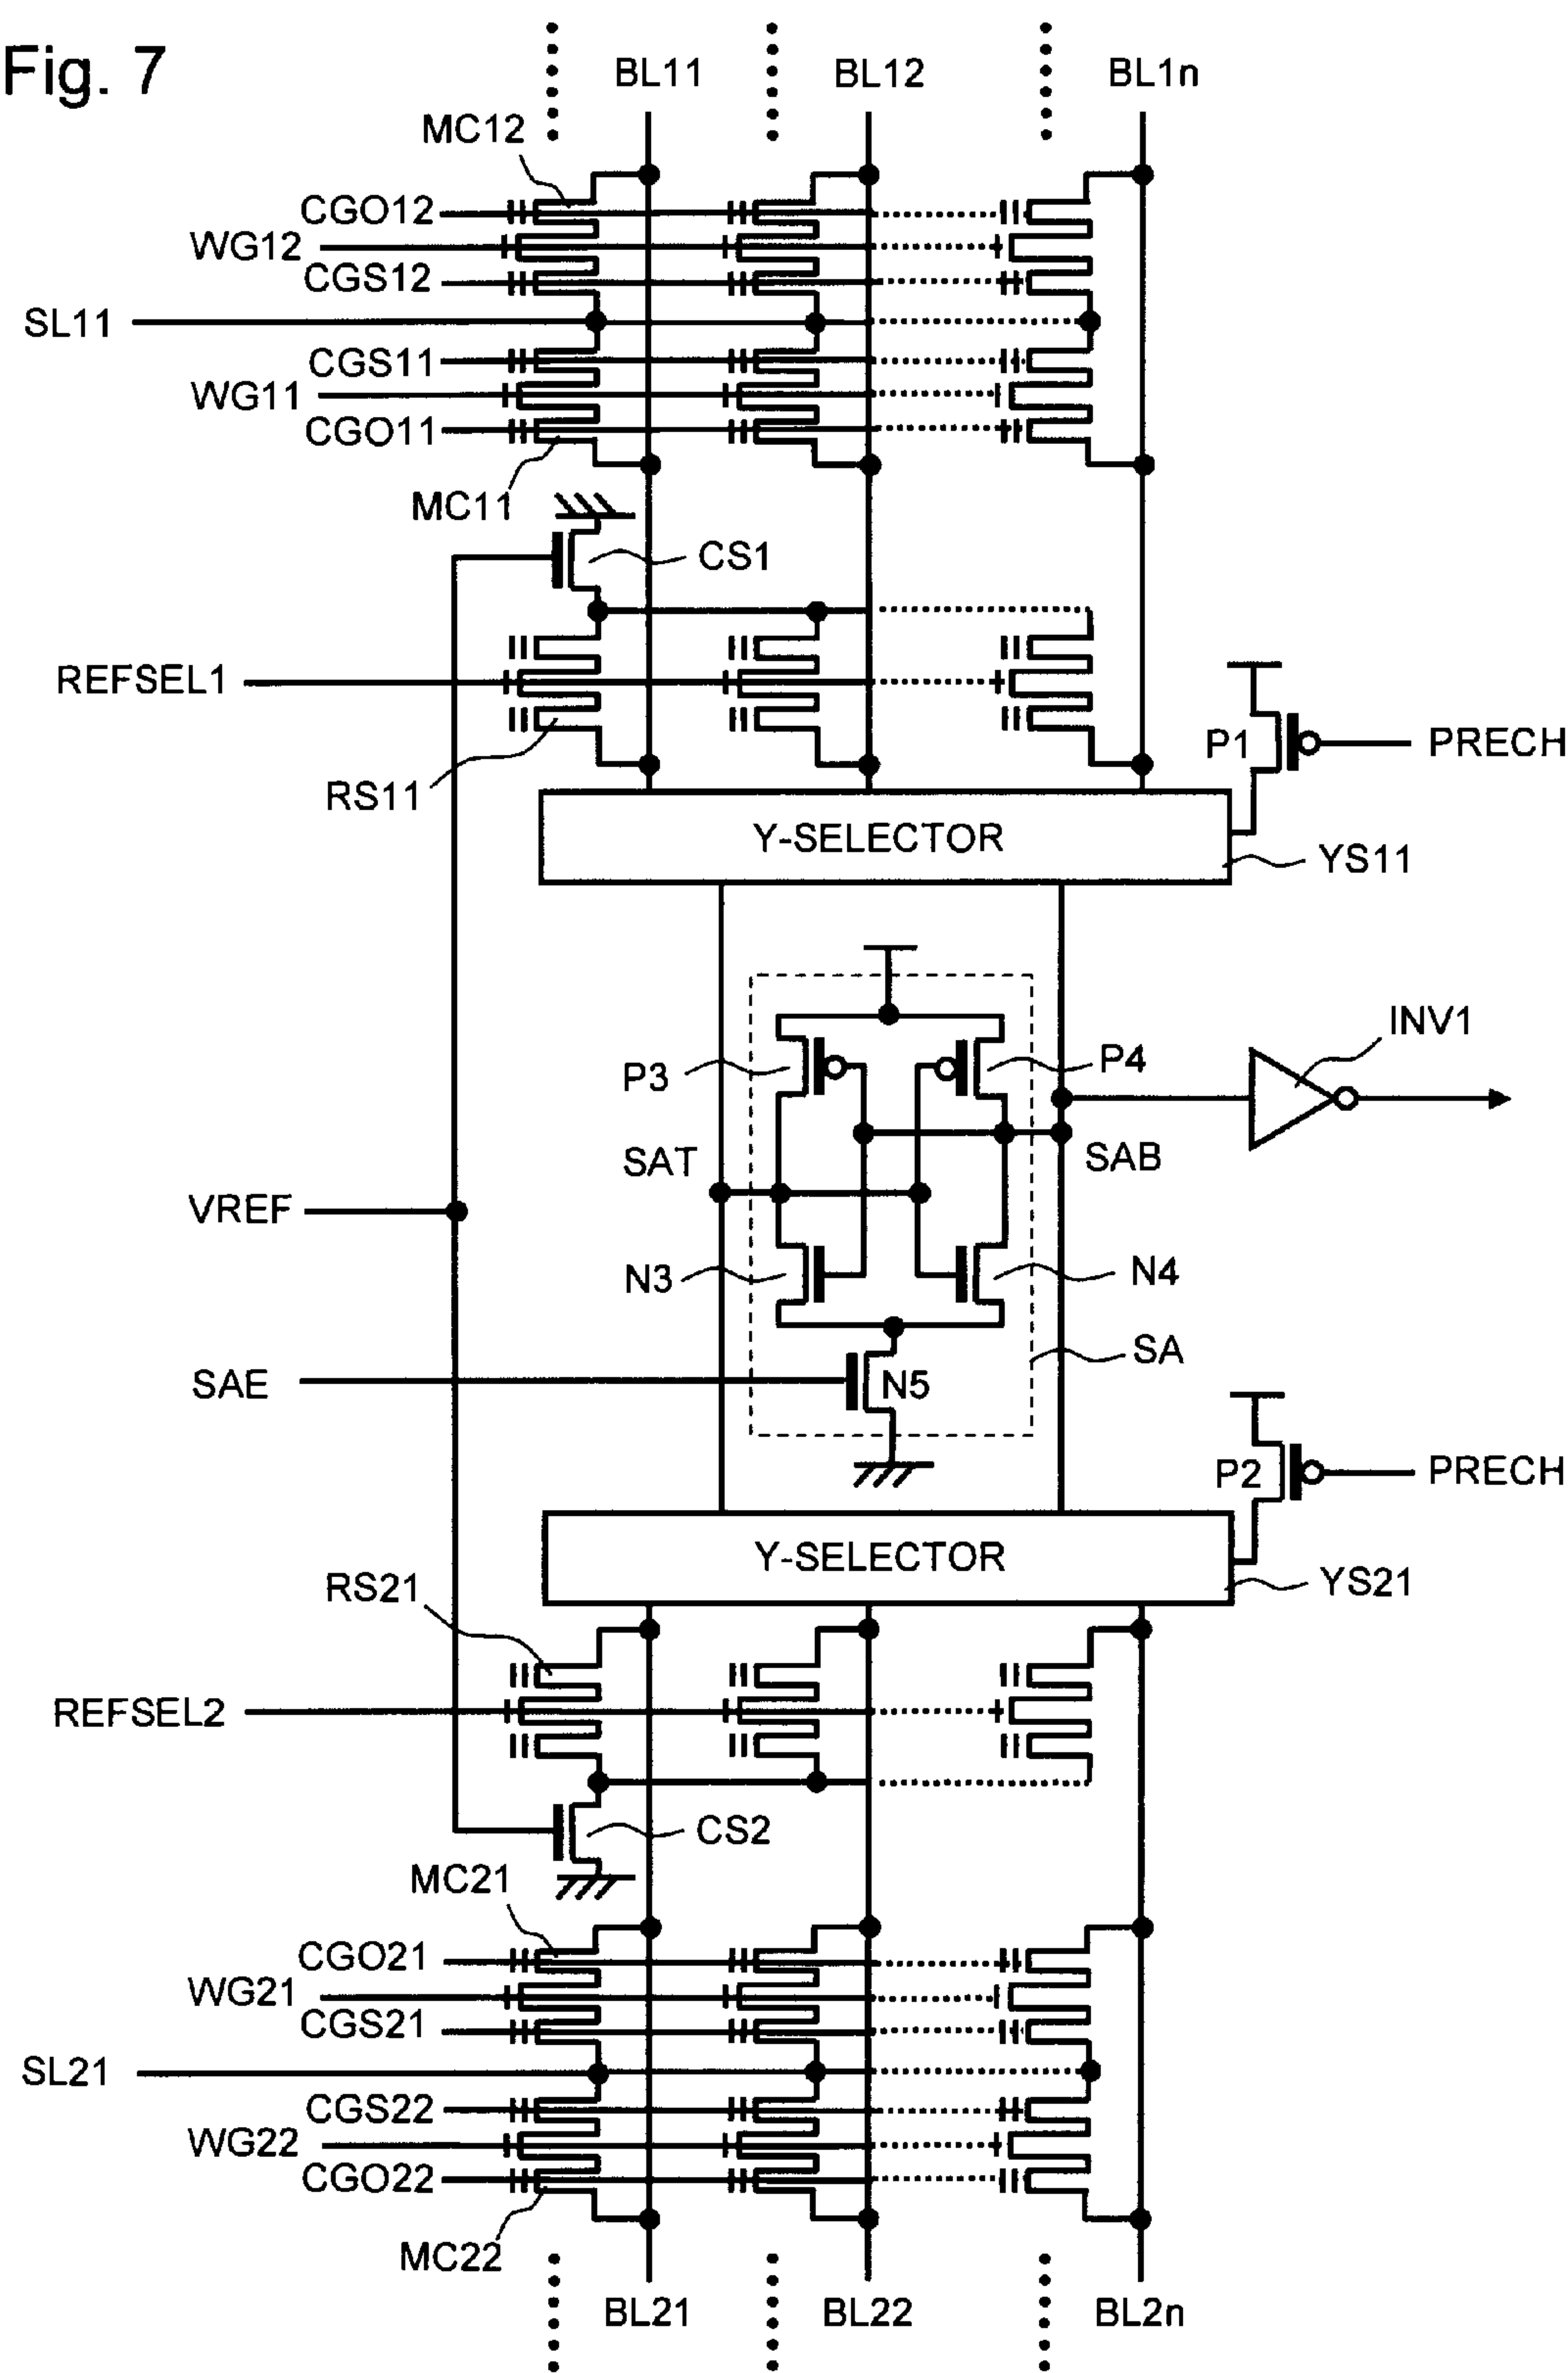 Fig. 7
BL11
BL12
BL1n
MC12
CGO12
WG12
CGS12
SL11
CGS11
WG11
CGO11
MC11
CS1
REFSEL1
P1
PRECH
RS11
Y-SELECTOR
YS11
INV1
P3
P4
SAT
SAB
VREF
N3
N4
SA
SAE
N5
P2
PRECH
Y-SELECTOR
RS21
YS21
REFSEL2
CS2
MC21
CGO21
WG21
CGS21
SL21
CGS22
WG22
CGO22
MC22
BL21
BL22
BL2n